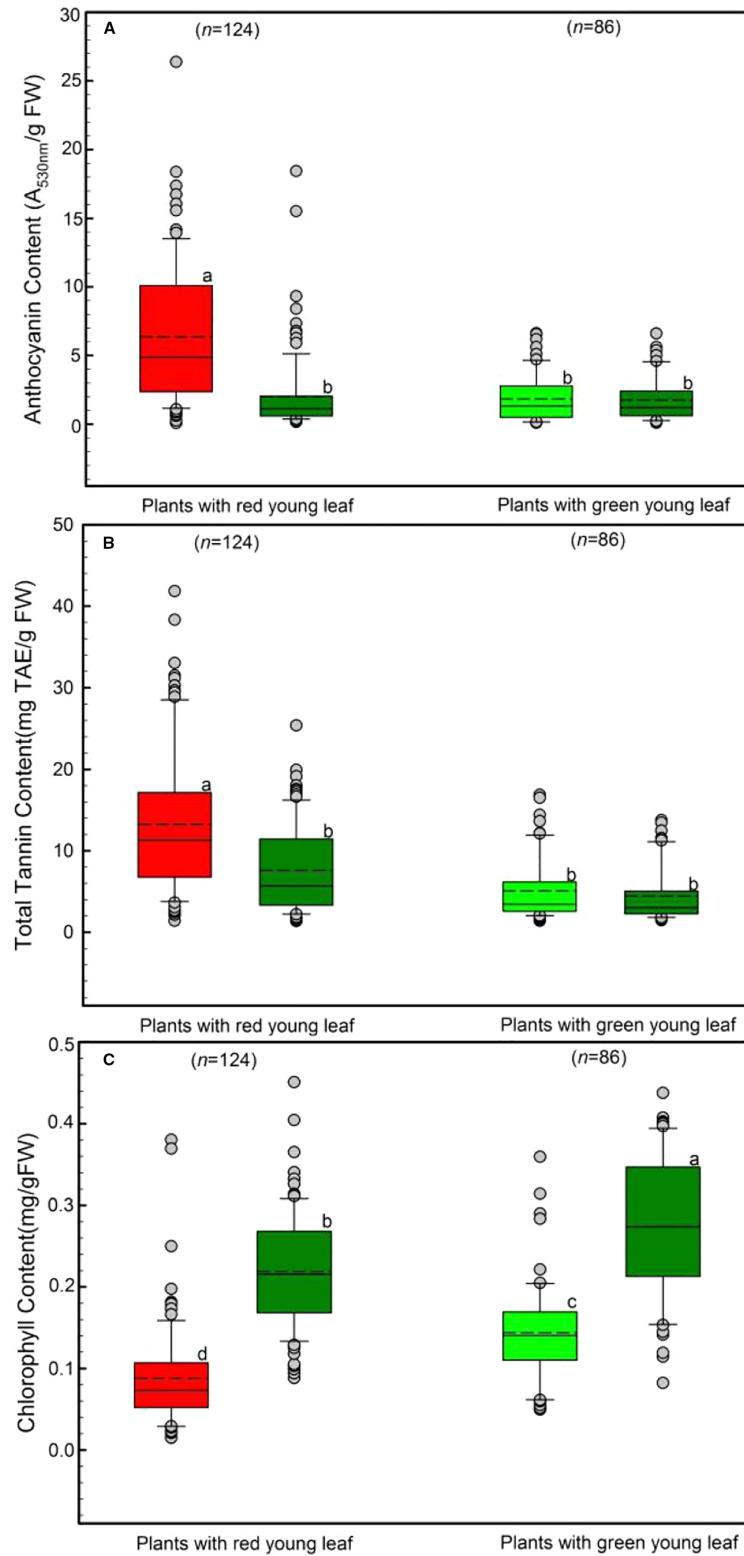 A
(n=124)
(n=86)
Anthocyanin Content (A530nm/g FW)
30
25
20
15
10
5
0
a
b
b
b
Plants with red young leaf
Plants with green young leaf
B
(n=124)
(n=86)
Total Tannin Content(mg TAE/g FW)
50
40
30
20
10
0
a
b
b
b
Plants with red young leaf
Plants with green young leaf
C
(n=124)
(n=86)
Chlorophyll Content(mg/gFW)
0.5
0.4
0.3
0.2
0.1
0.0
d
b
c
a
Plants with red young leaf
Plants with green young leaf